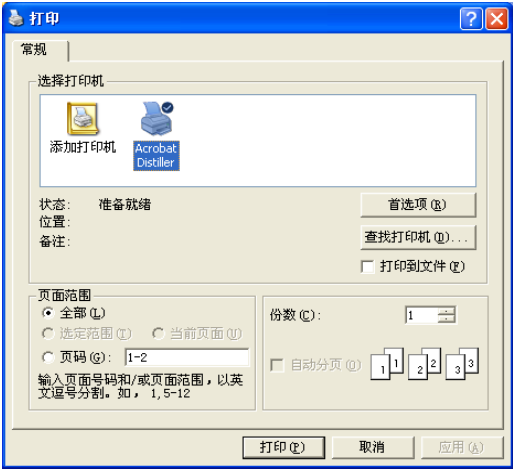 打印
常规
选择打印机
添加打印机
Acrobat
Distiller
状态: 准备就绪
位置:
备注:
首选项(R)
查找打印机(D)...
打印到文件(F)
页面范围
全部(L)
选定范围(T) 当前页面(U)
页码(G): 1-2
输入页面号码和/或页面范围，以英
文逗号分割。如，1,5-12
份数(C): 1
自动分页(O)
1 1 2 2 3 3
打印(P) 取消 应用(A)